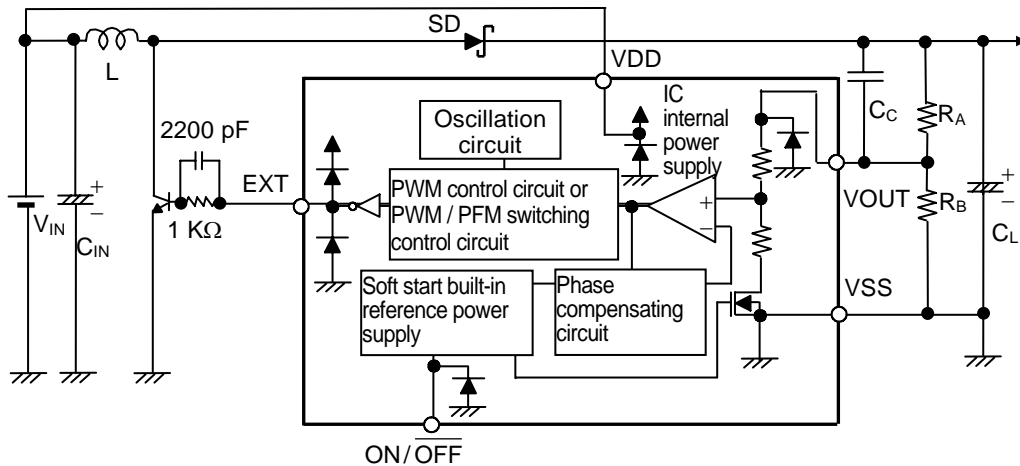 SD
VDD
L
IC
internal
power
supply
C_C
R_A
2200 pF
Oscillation
circuit
EXT
PWM control circuit or
PWM / PFM switching
control circuit
+
−
VOUT
R_B
+
−
V_IN
C_IN
1 KΩ
+
−
C_L
Soft start built-in
reference power
supply
Phase
compensating
circuit
VSS
ON/OFF